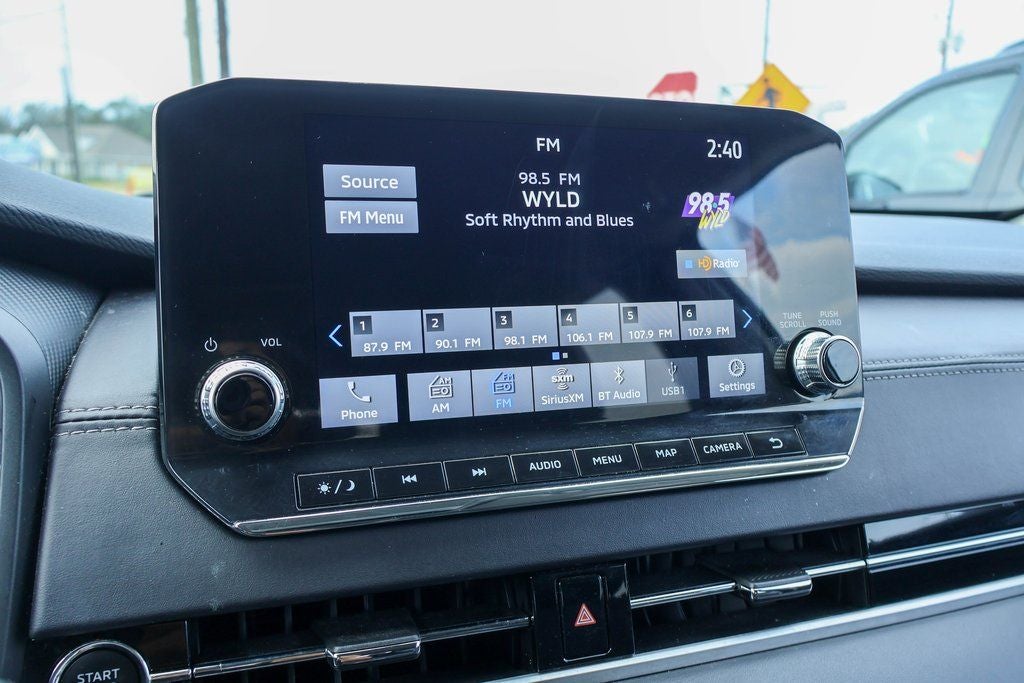 FM
2:40
Source
98.5 FM
WYLD
Soft Rhythm and Blues
98.5
WYLD
FM Menu
HD Radio
1 2 3 4 5 6
87.9 FM 90.1 FM 98.1 FM 106.1 FM 107.9 FM 107.9 FM
VOL
TUNE SCROLL
PUSH SOUND
Phone
AM
AM
FM
FM
sxm
SiriusXM
BT Audio
USB1
Settings
AUDIO MENU MAP CAMERA
START